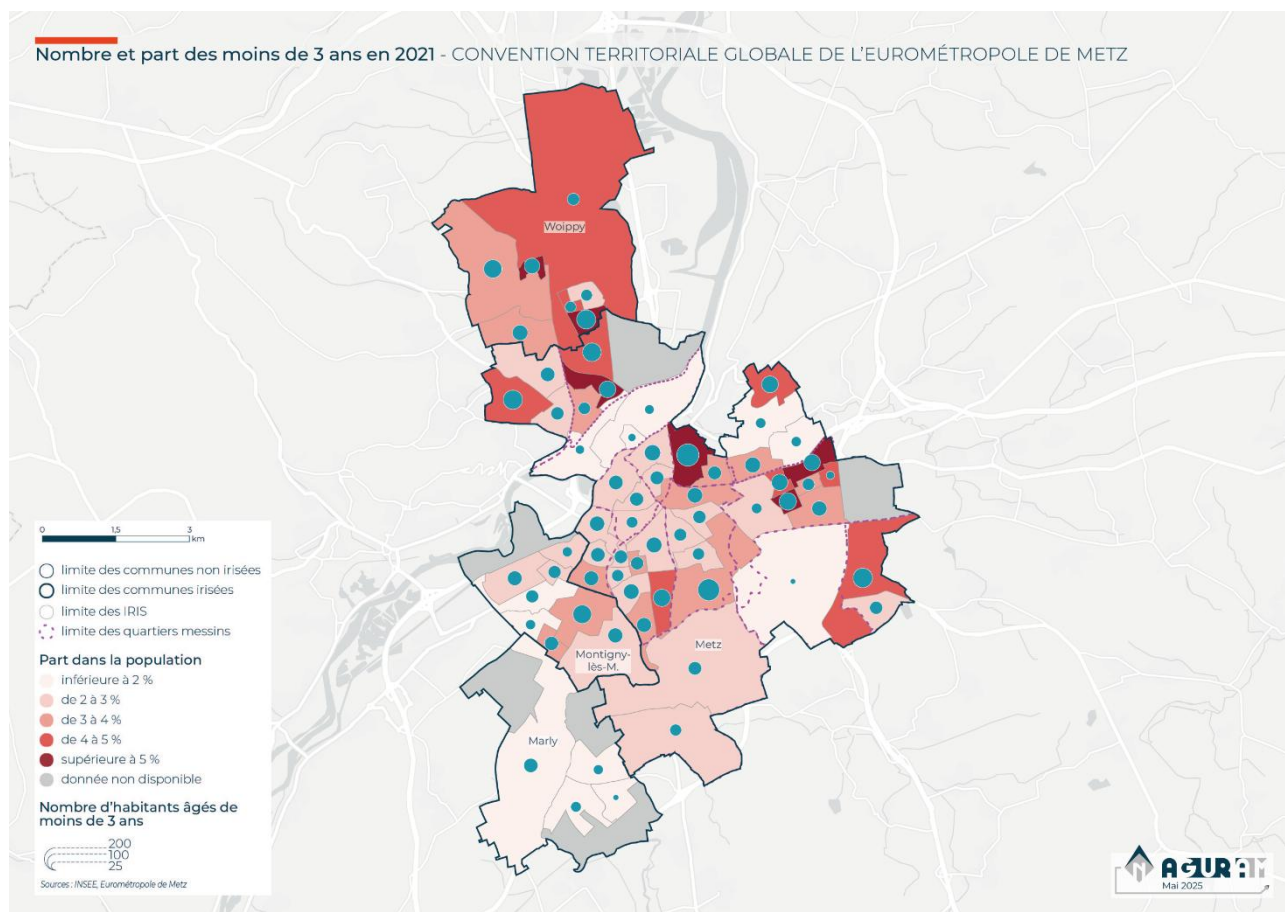 Nombre et part des moins de 3 ans en 2021 - CONVENTION TERRITORIALE GLOBALE DE L'EUROMÉTROPOLE DE METZ
Woippy
Metz
Montigny-
lès-M.
Marly
0 1,5 3
km
limite des communes non irisées
limite des communes irisées
limite des IRIS
limite des quartiers messins
Part dans la population
inférieure à 2 %
de 2 à 3 %
de 3 à 4 %
de 4 à 5 %
supérieure à 5 %
donnée non disponible
Nombre d'habitants âgés de
moins de 3 ans
200
100
25
Sources : INSEE, Eurométropole de Metz
N
AGURAM
Mai 2025